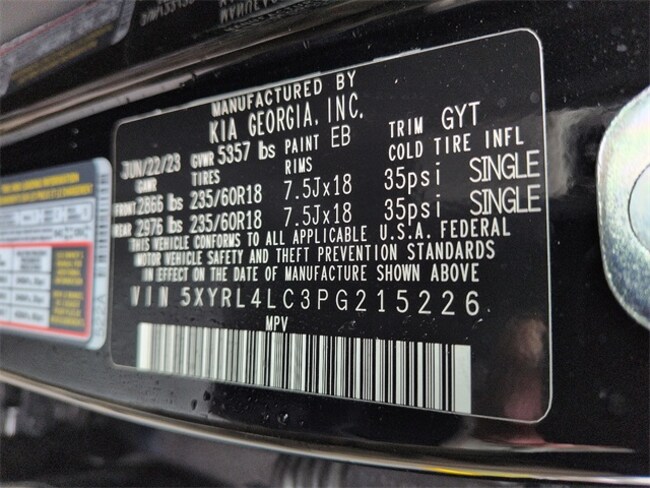 MANUFACTURED BY
KIA GEORGIA, INC.
JUN/22/23 GVWR 5357 lbs PAINT EB TRIM GYT
GAWR TIRES RIMS COLD TIRE INFL
FRONT 2866 lbs 235/60R18 7.5Jx18 35psi SINGLE
REAR 2976 lbs 235/60R18 7.5Jx18 35psi SINGLE
THIS VEHICLE CONFORMS TO ALL APPLICABLE U.S.A. FEDERAL
MOTOR VEHICLE SAFETY AND THEFT PREVENTION STANDARDS
IN EFFECT ON THE DATE OF MANUFACTURE SHOWN ABOVE
VIN 5XYRL4LC3PG215226
MPV